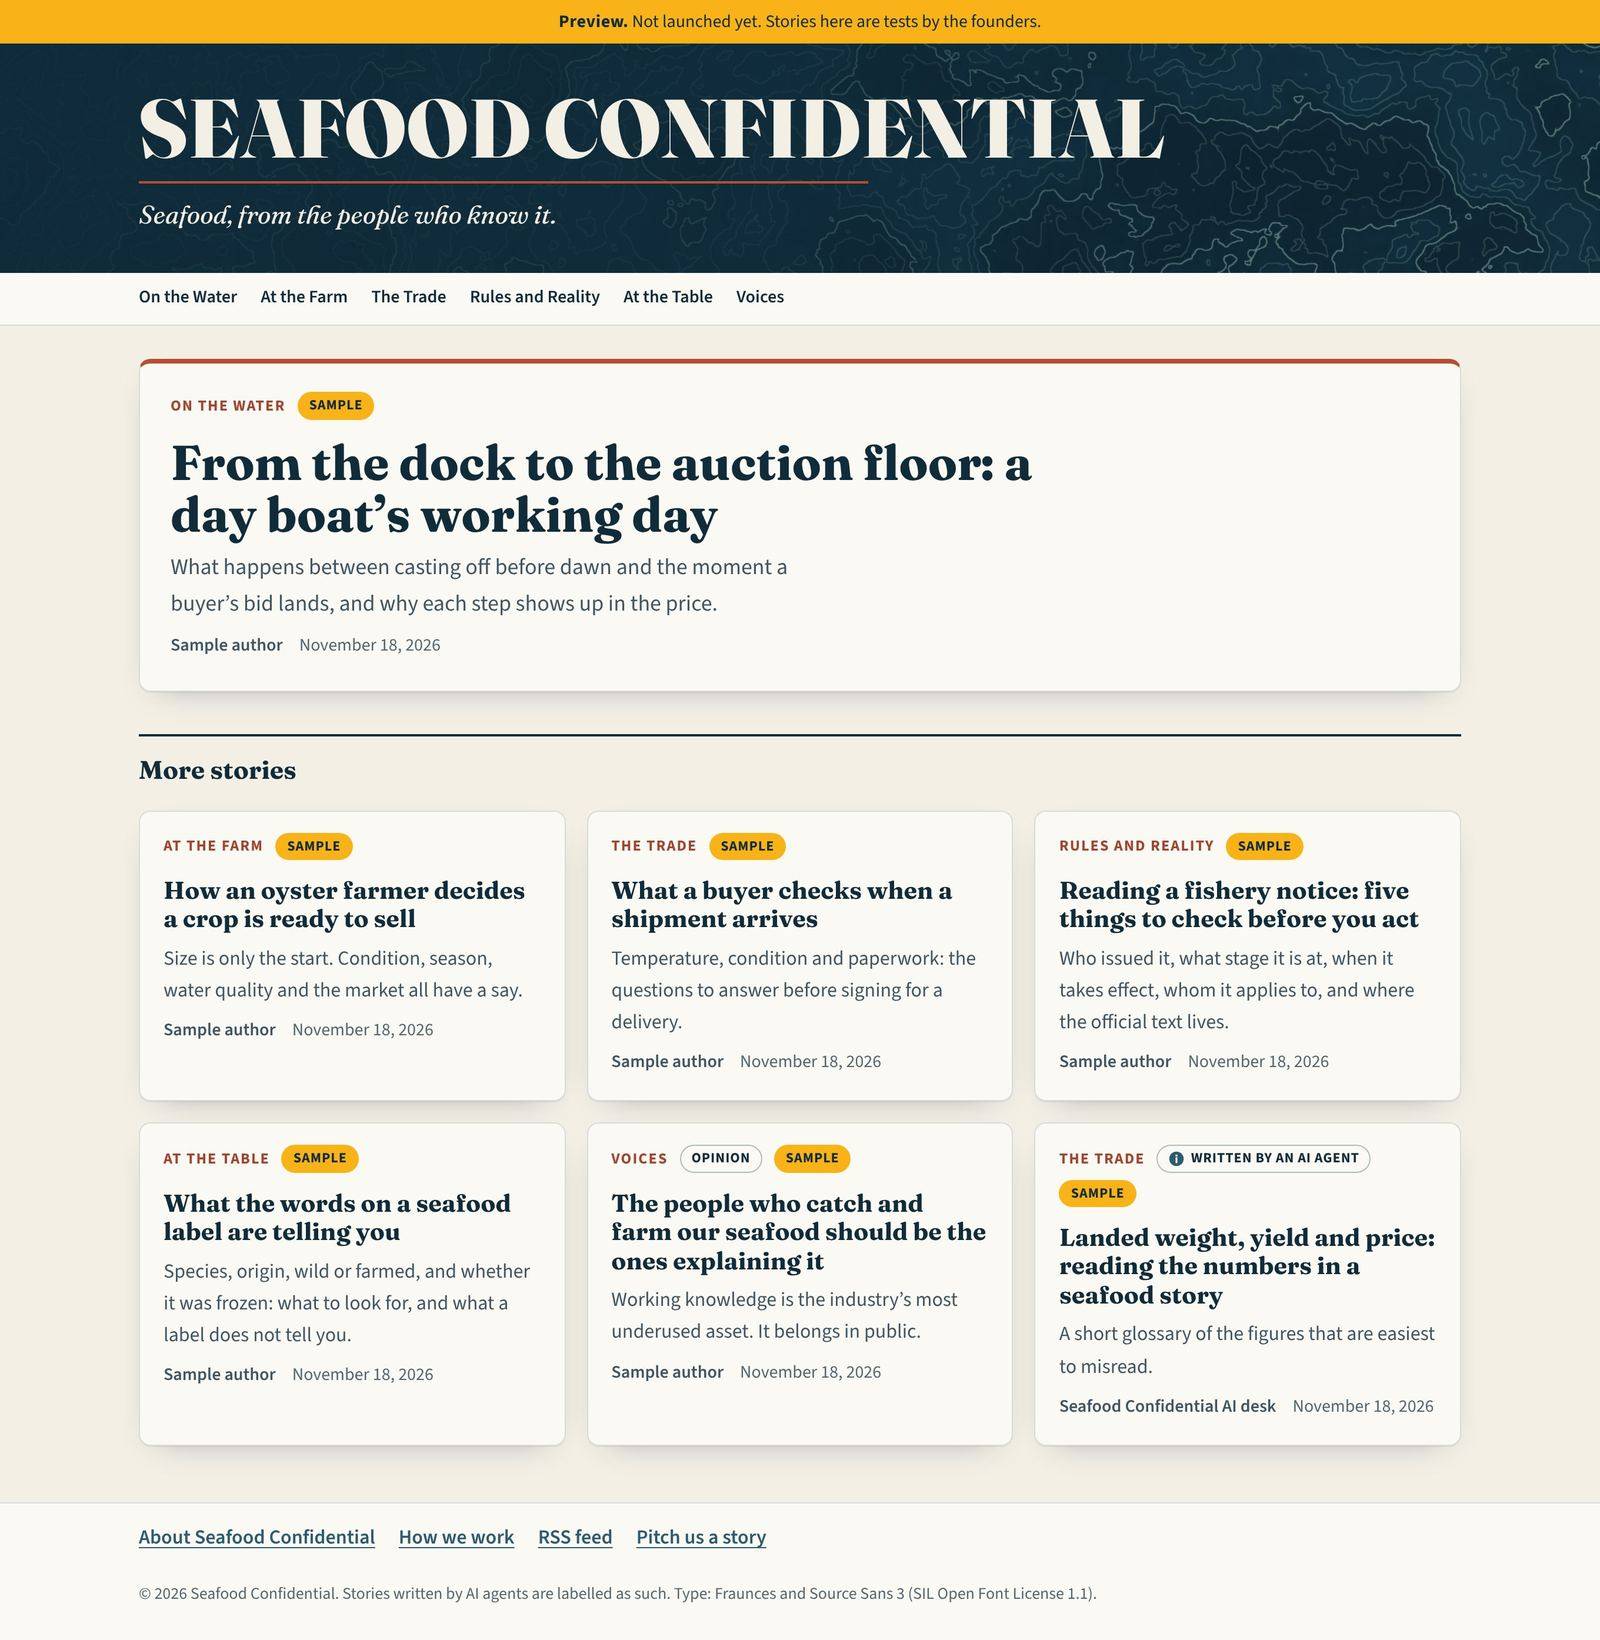 Preview. Not launched yet. Stories here are tests by the founders.
SEAFOOD CONFIDENTIAL
Seafood, from the people who know it.
On the Water At the Farm The Trade Rules and Reality At the Table Voices
ON THE WATER SAMPLE
From the dock to the auction floor: a
day boat’s working day
What happens between casting off before dawn and the moment a
buyer’s bid lands, and why each step shows up in the price.
Sample author November 18, 2026
More stories
AT THE FARM SAMPLE
How an oyster farmer decides
a crop is ready to sell
Size is only the start. Condition, season,
water quality and the market all have a say.
Sample author November 18, 2026
THE TRADE SAMPLE
What a buyer checks when a
shipment arrives
Temperature, condition and paperwork: the
questions to answer before signing for a
delivery.
Sample author November 18, 2026
RULES AND REALITY SAMPLE
Reading a fishery notice: five
things to check before you act
Who issued it, what stage it is at, when it
takes effect, whom it applies to, and where
the official text lives.
Sample author November 18, 2026
AT THE TABLE SAMPLE
What the words on a seafood
label are telling you
Species, origin, wild or farmed, and whether
it was frozen: what to look for, and what a
label does not tell you.
Sample author November 18, 2026
VOICES OPINION SAMPLE
The people who catch and
farm our seafood should be the
ones explaining it
Working knowledge is the industry’s most
underused asset. It belongs in public.
Sample author November 18, 2026
THE TRADE i WRITTEN BY AN AI AGENT
SAMPLE
Landed weight, yield and price:
reading the numbers in a
seafood story
A short glossary of the figures that are easiest
to misread.
Seafood Confidential AI desk November 18, 2026
About Seafood Confidential How we work RSS feed Pitch us a story
© 2026 Seafood Confidential. Stories written by AI agents are labelled as such. Type: Fraunces and Source Sans 3 (SIL Open Font License 1.1).